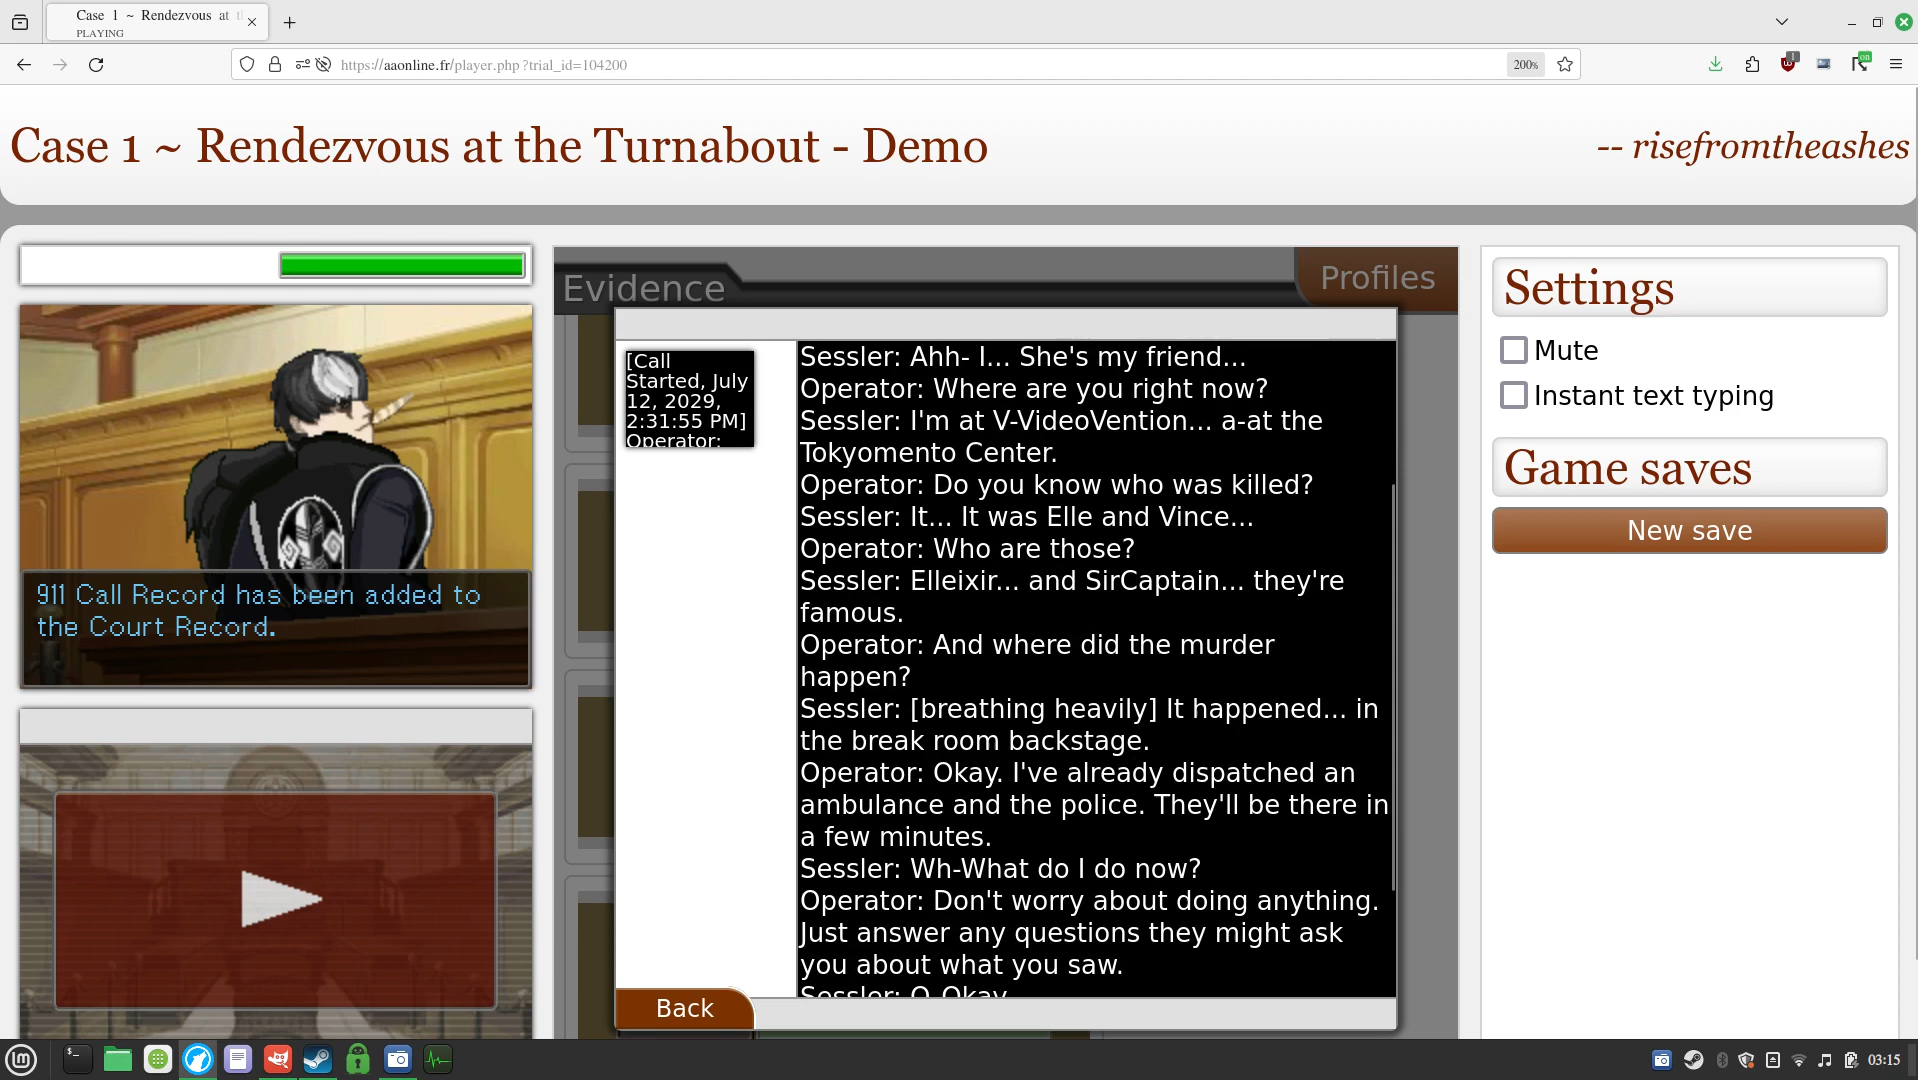 Case 1 ~ Rendezvous at t
PLAYING
https://aaonline.fr/player.php?trial_id=104200
200%
1
on
Case 1 ~ Rendezvous at the Turnabout - Demo
-- risefromtheashes
Evidence
Profiles
[Call
Started, July
12, 2029,
2:31:55 PM]
Operator:
Sessler: Ahh- I... She's my friend...
Operator: Where are you right now?
Sessler: I'm at V-VideoVention... a-at the
Tokyomento Center.
Operator: Do you know who was killed?
Sessler: It... It was Elle and Vince...
Operator: Who are those?
Sessler: Elleixir... and SirCaptain... they're
famous.
Operator: And where did the murder
happen?
Sessler: [breathing heavily] It happened... in
the break room backstage.
Operator: Okay. I've already dispatched an
ambulance and the police. They'll be there in
a few minutes.
Sessler: Wh-What do I do now?
Operator: Don't worry about doing anything.
Just answer any questions they might ask
you about what you saw.
Sessler: O-Okay
Back
911 Call Record has been added to
the Court Record.
Settings
Mute
Instant text typing
Game saves
New save
03:15